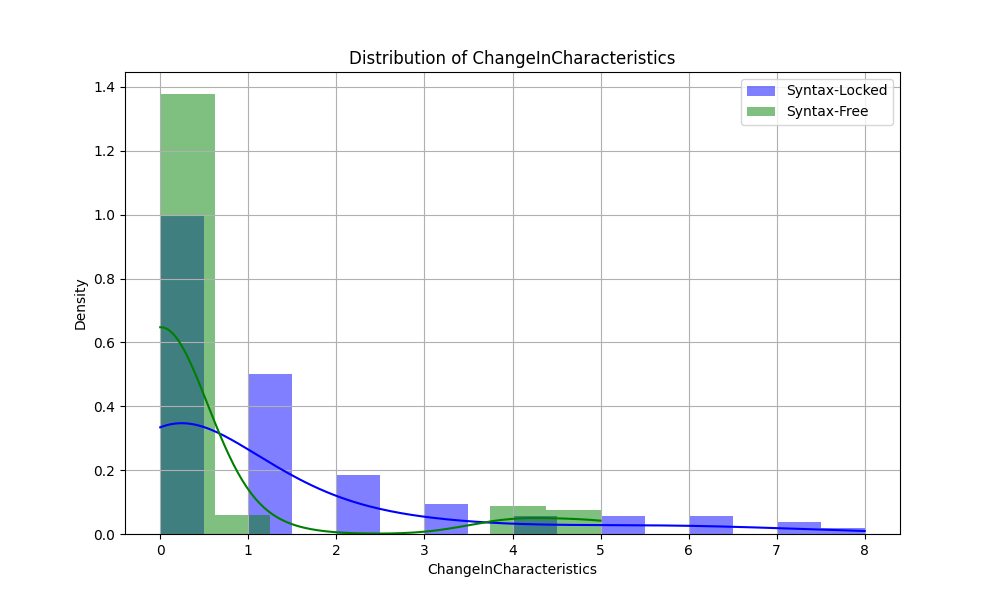 Distribution of ChangeInCharacteristics
Syntax-Locked
Syntax-Free
Density
1.4
1.2
1.0
0.8
0.6
0.4
0.2
0.0
0 1 2 3 4 5 6 7 8
ChangeInCharacteristics